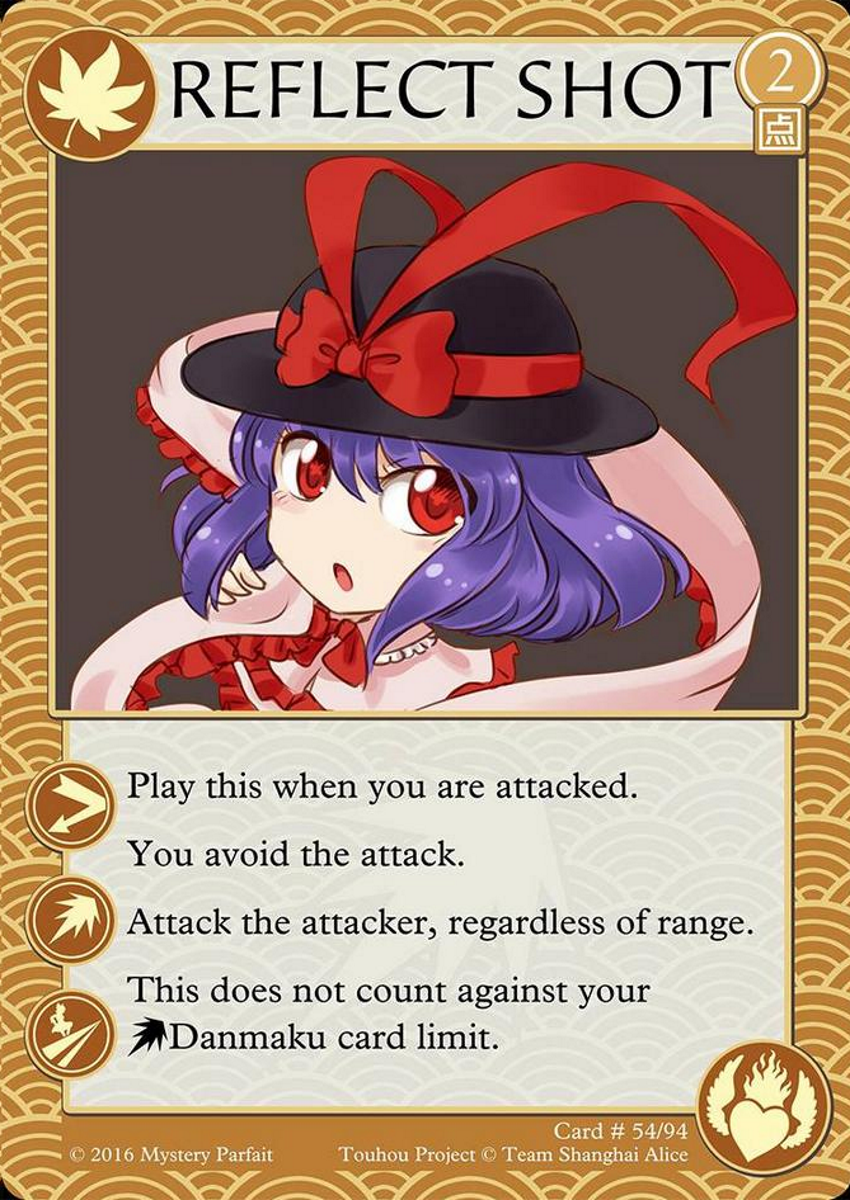 REFLECT SHOT
2
点
Play this when you are attacked.
You avoid the attack.
Attack the attacker, regardless of range.
This does not count against your
Danmaku card limit.
Card # 54/94
© 2016 Mystery Parfait Touhou Project © Team Shanghai Alice